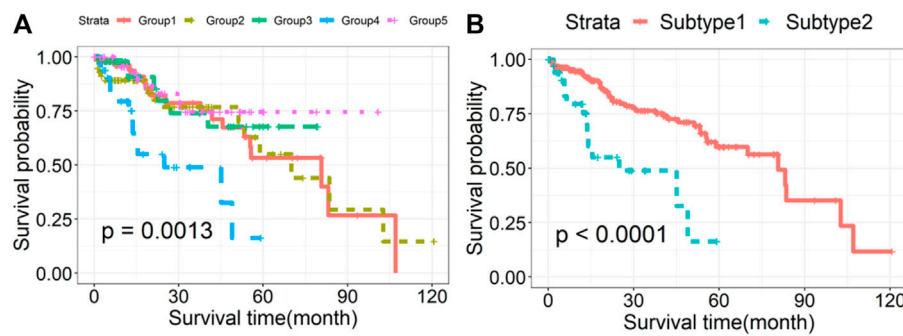 A
Strata Group1 Group2 Group3 Group4 Group5
Survival probability
1.00
0.75
0.50
0.25
0.00
p = 0.0013
0 30 60 90 120
Survival time(month)
B
Strata Subtype1 Subtype2
Survival probability
1.00
0.75
0.50
0.25
0.00
p < 0.0001
0 30 60 90 120
Survival time(month)